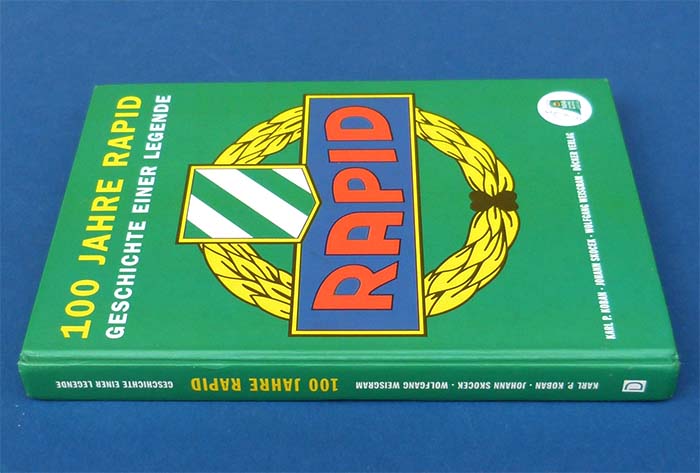 100 JAHRE RAPID
GESCHICHTE EINER LEGENDE
RAPID
KARL P. KOBAN · JOHANN SKOCEK · WOLFGANG WEISGRAM · DÖCKER VERLAG
KARL P. KOBAN · JOHANN SKOCEK · WOLFGANG WEISGRAM 100 JAHRE RAPID GESCHICHTE EINER LEGENDE
D